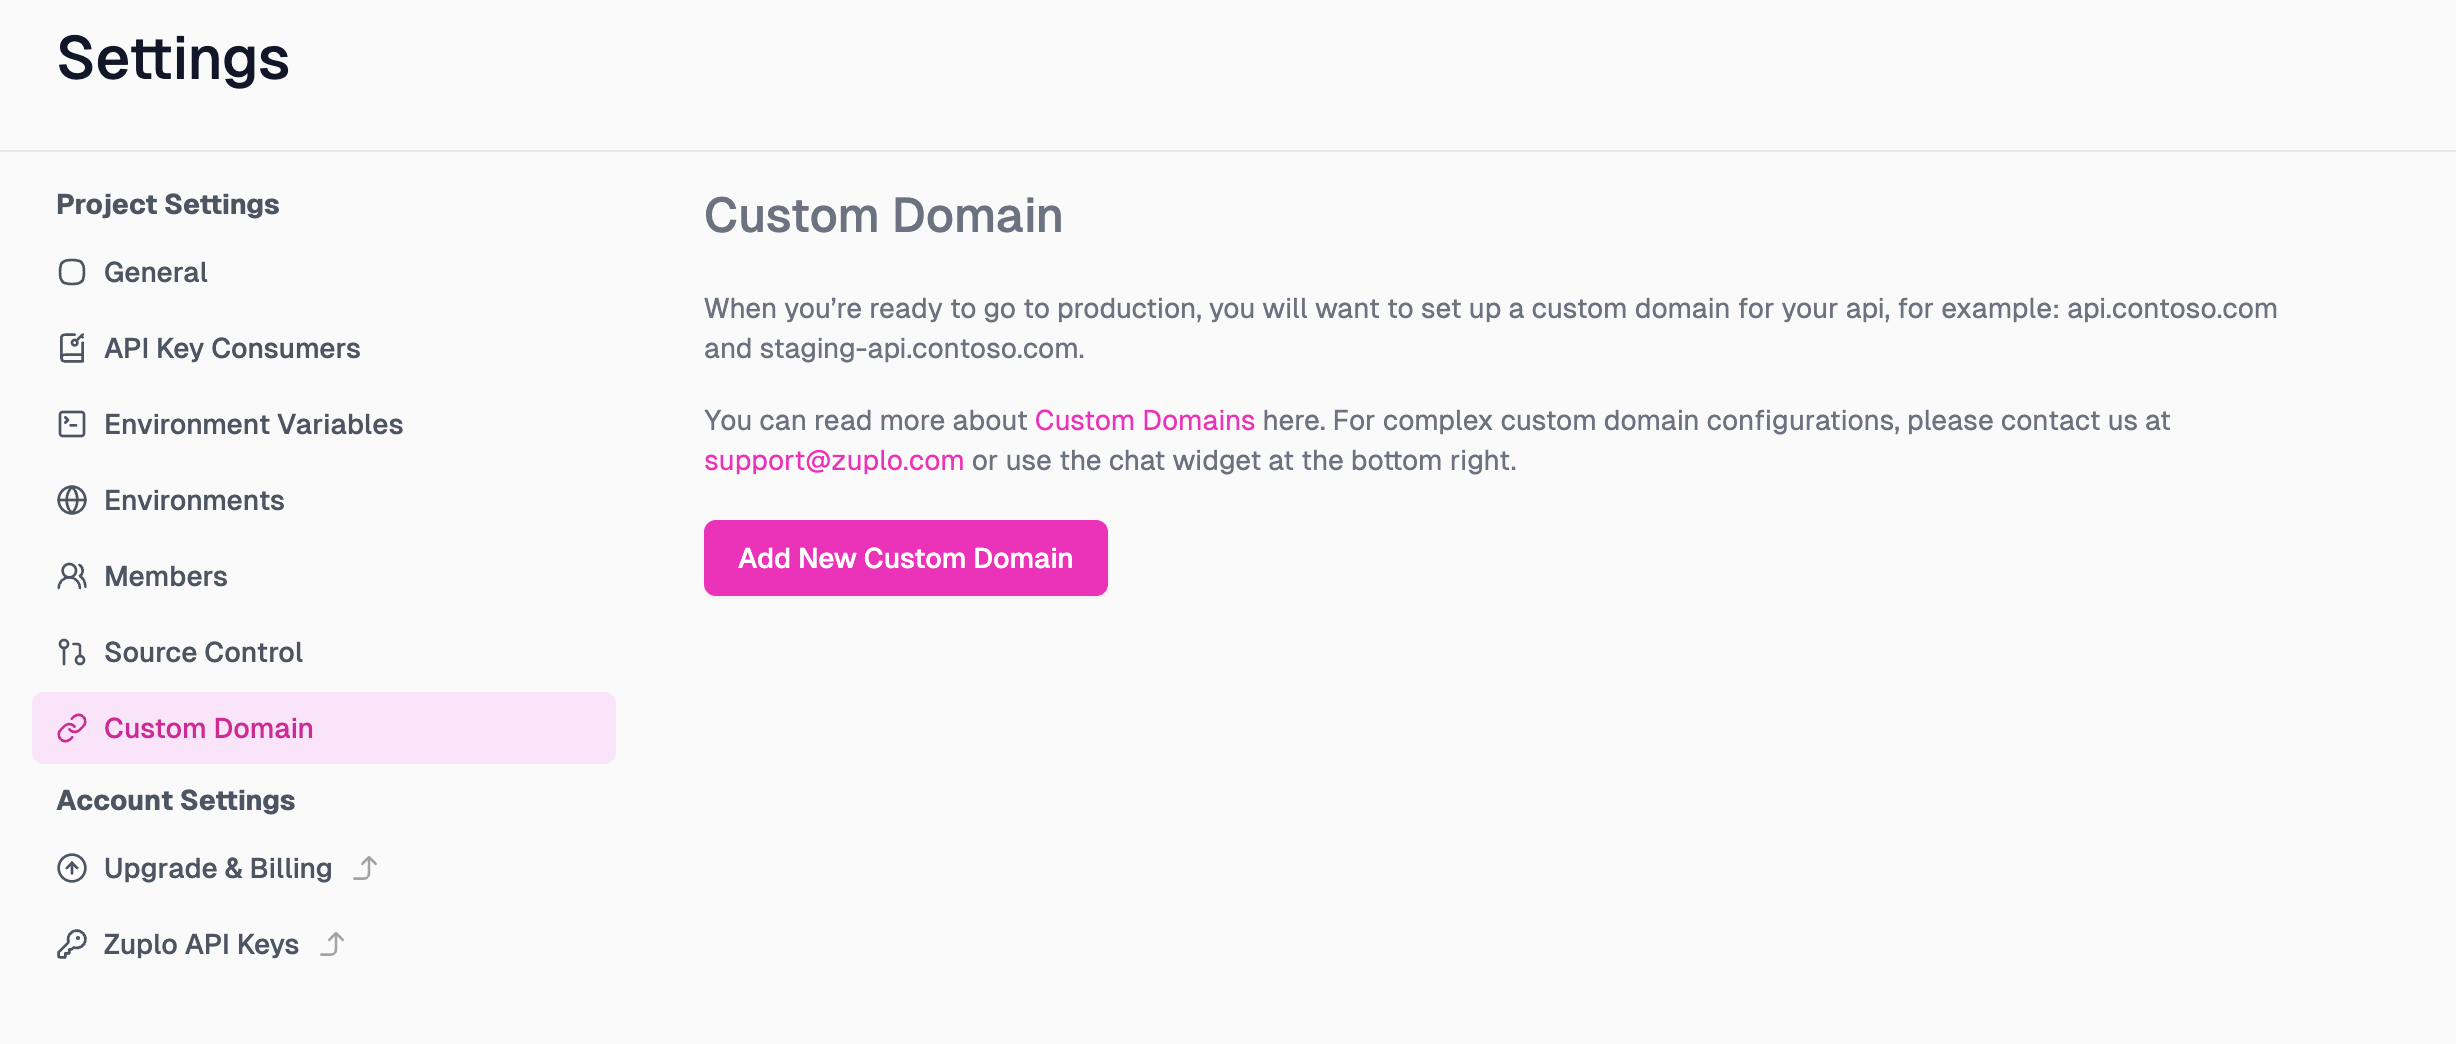 Settings
Project Settings
General
API Key Consumers
Environment Variables
Environments
Members
Source Control
Custom Domain
Account Settings
Upgrade & Billing
Zuplo API Keys
Custom Domain
When you’re ready to go to production, you will want to set up a custom domain for your api, for example: api.contoso.com
and staging-api.contoso.com.
You can read more about Custom Domains here. For complex custom domain configurations, please contact us at
support@zuplo.com or use the chat widget at the bottom right.
Add New Custom Domain